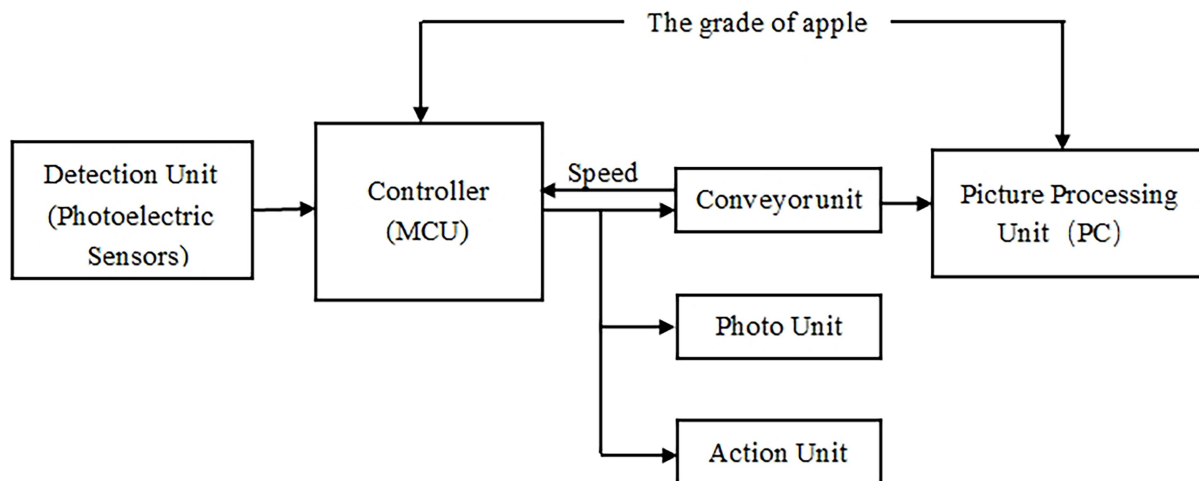 The grade of apple
Detection Unit
(Photoelectric
Sensors)
Controller
(MCU)
Speed
Conveyorunit
Picture Processing
Unit (PC)
Photo Unit
Action Unit